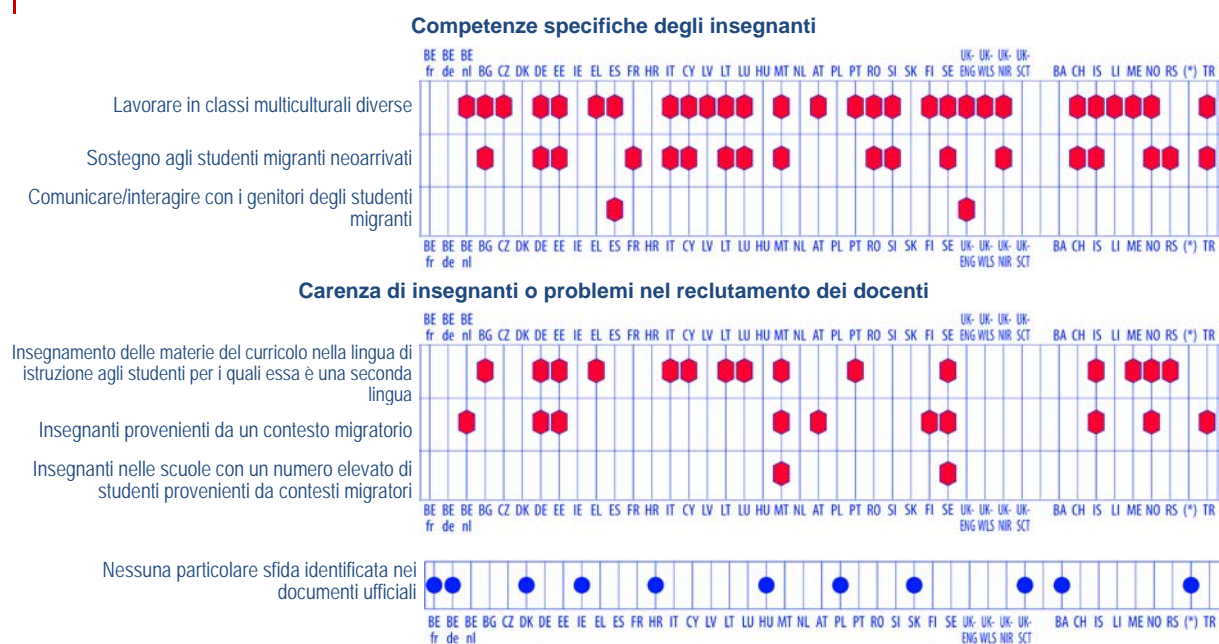 Competenze specifiche degli insegnanti
BE BE BE UK- UK- UK- UK-
fr de nl BG CZ DK DE EE IE EL ES FR HR IT CY LV LT LU HU MT NL AT PL PT RO SI SK FI SE ENG WLS NIR SCT BA CH IS LI ME NO RS (*) TR
Lavorare in classi multiculturali diverse
Sostegno agli studenti migranti neoarrivati
Comunicare/interagire con i genitori degli studenti
migranti
BE BE BE BG CZ DK DE EE IE EL ES FR HR IT CY LV LT LU HU MT NL AT PL PT RO SI SK FI SE UK- UK- UK- UK- BA CH IS LI ME NO RS (*) TR
fr de nl ENG WLS NIR SCT
Carenza di insegnanti o problemi nel reclutamento dei docenti
BE BE BE UK- UK- UK- UK-
fr de nl BG CZ DK DE EE IE EL ES FR HR IT CY LV LT LU HU MT NL AT PL PT RO SI SK FI SE ENG WLS NIR SCT BA CH IS LI ME NO RS (*) TR
Insegnamento delle materie del curricolo nella lingua di
istruzione agli studenti per i quali essa è una seconda
lingua
Insegnanti provenienti da un contesto migratorio
Insegnanti nelle scuole con un numero elevato di
studenti provenienti da contesti migratori
BE BE BE BG CZ DK DE EE IE EL ES FR HR IT CY LV LT LU HU MT NL AT PL PT RO SI SK FI SE UK- UK- UK- UK- BA CH IS LI ME NO RS (*) TR
fr de nl ENG WLS NIR SCT
Nessuna particolare sfida identificata nei
documenti ufficiali
BE BE BE BG CZ DK DE EE IE EL ES FR HR IT CY LV LT LU HU MT NL AT PL PT RO SI SK FI SE UK- UK- UK- UK- BA CH IS LI ME NO RS (*) TR
fr de nl ENG WLS NIR SCT